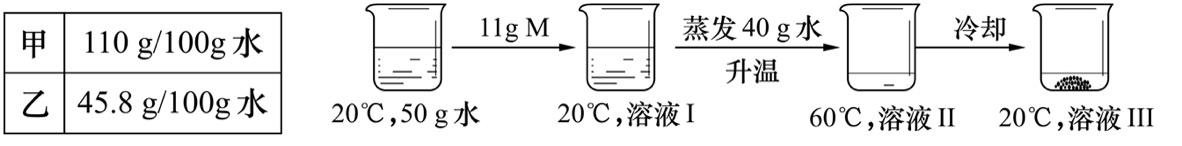 甲 110 g/100g 水
乙 45.8 g/100g 水
11g M
蒸发 40 g 水
升温
冷却
20℃,50 g 水
20℃,溶液 I
60℃,溶液 II
20℃,溶液 III